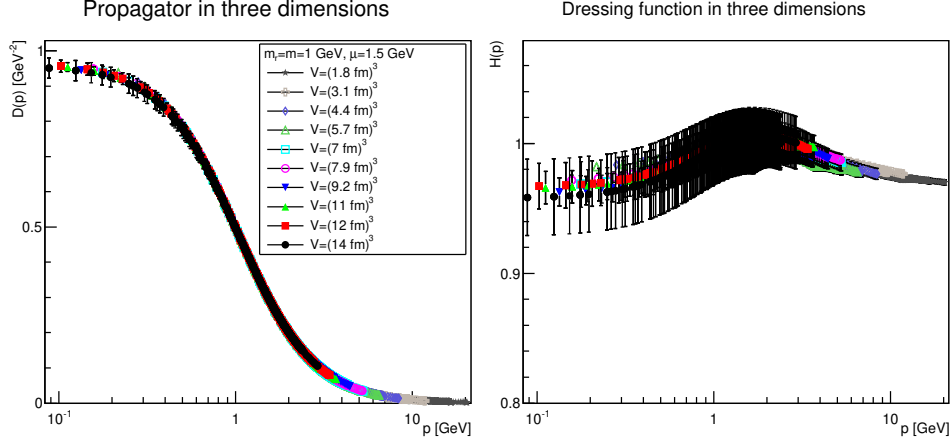 Propagator in three dimensions
D(p) [GeV⁻²]
1
0.5
0
m_r=m=1 GeV, μ=1.5 GeV
V=(1.8 fm)³
V=(3.1 fm)³
V=(4.4 fm)³
V=(5.7 fm)³
V=(7 fm)³
V=(7.9 fm)³
V=(9.2 fm)³
V=(11 fm)³
V=(12 fm)³
V=(14 fm)³
10⁻¹
1
10
p [GeV]
Dressing function in three dimensions
H(p)
1
0.9
0.8
10⁻¹
1
10
p [GeV]